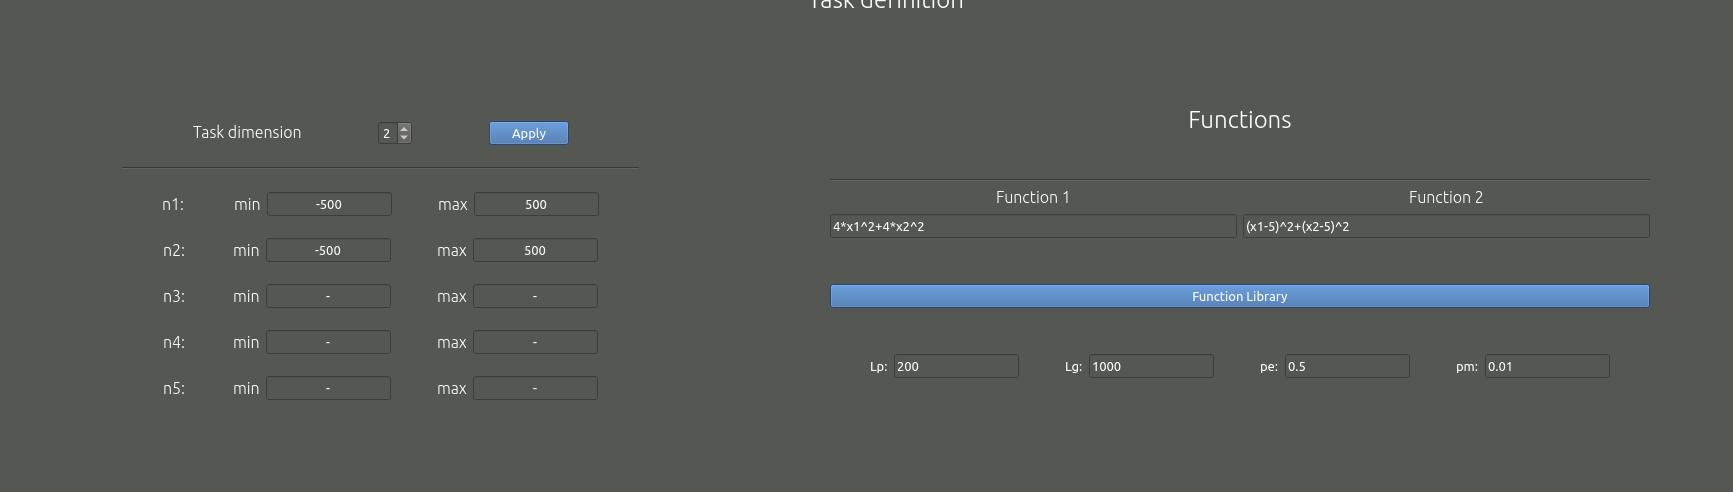 Task definition
Task dimension 2 Apply
n1: min -500 max 500
n2: min -500 max 500
n3: min - max -
n4: min - max -
n5: min - max -
Functions
Function 1 Function 2
4*x1^2+4*x2^2 (x1-5)^2+(x2-5)^2
Function Library
Lp: 200 Lg: 1000 pe: 0.5 pm: 0.01